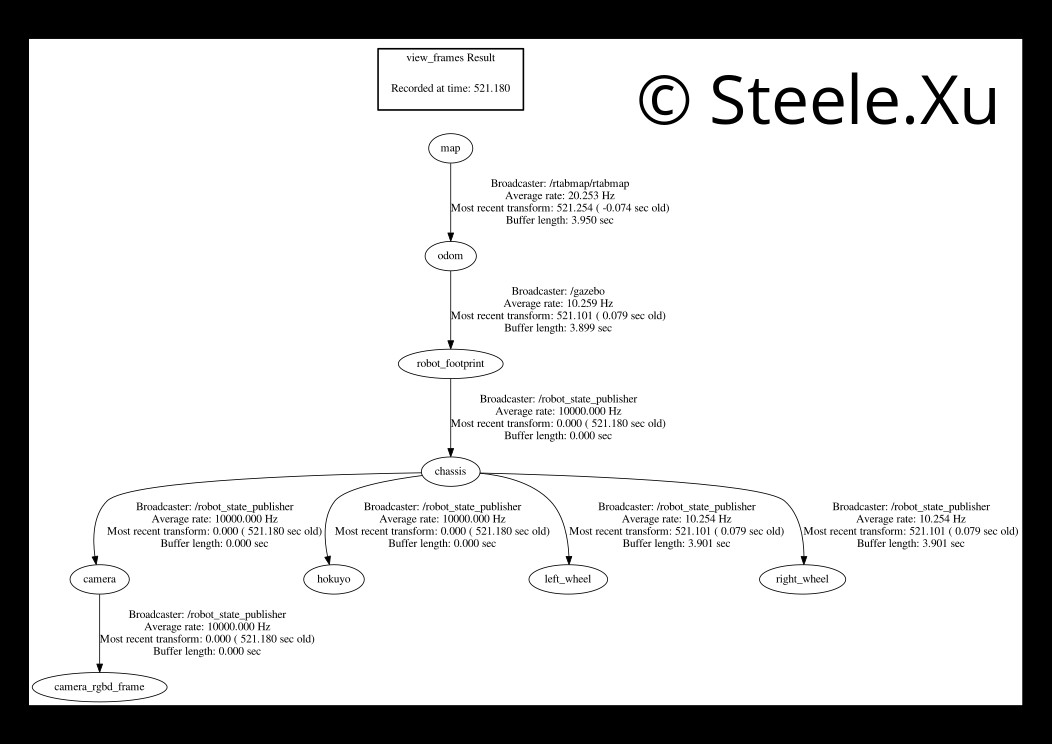 view_frames Result
Recorded at time: 521.180
© Steele.Xu
map
Broadcaster: /rtabmap/rtabmap
Average rate: 20.253 Hz
Most recent transform: 521.254 ( -0.074 sec old)
Buffer length: 3.950 sec
odom
Broadcaster: /gazebo
Average rate: 10.259 Hz
Most recent transform: 521.101 ( 0.079 sec old)
Buffer length: 3.899 sec
robot_footprint
Broadcaster: /robot_state_publisher
Average rate: 10000.000 Hz
Most recent transform: 0.000 ( 521.180 sec old)
Buffer length: 0.000 sec
chassis
Broadcaster: /robot_state_publisher
Average rate: 10000.000 Hz
Most recent transform: 0.000 ( 521.180 sec old)
Buffer length: 0.000 sec
Broadcaster: /robot_state_publisher
Average rate: 10000.000 Hz
Most recent transform: 0.000 ( 521.180 sec old)
Buffer length: 0.000 sec
Broadcaster: /robot_state_publisher
Average rate: 10.254 Hz
Most recent transform: 521.101 ( 0.079 sec old)
Buffer length: 3.901 sec
Broadcaster: /robot_state_publisher
Average rate: 10.254 Hz
Most recent transform: 521.101 ( 0.079 sec old)
Buffer length: 3.901 sec
camera
hokuyo
left_wheel
right_wheel
Broadcaster: /robot_state_publisher
Average rate: 10000.000 Hz
Most recent transform: 0.000 ( 521.180 sec old)
Buffer length: 0.000 sec
camera_rgbd_frame